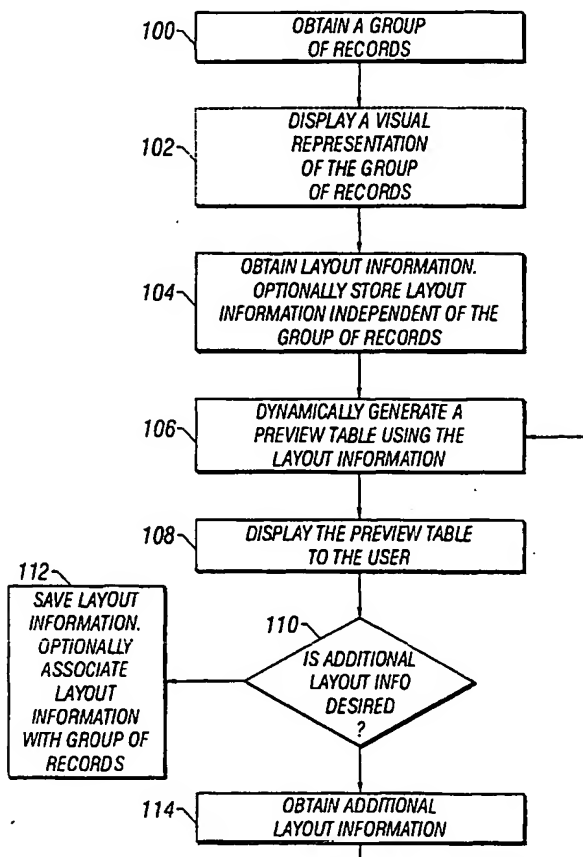 100
OBTAIN A GROUP
OF RECORDS
102
DISPLAY A VISUAL
REPRESENTATION
OF THE GROUP
OF RECORDS
104
OBTAIN LAYOUT INFORMATION.
OPTIONALLY STORE LAYOUT
INFORMATION INDEPENDENT OF THE
GROUP OF RECORDS
106
DYNAMICALLY GENERATE A
PREVIEW TABLE USING THE
LAYOUT INFORMATION
108
DISPLAY THE PREVIEW TABLE
TO THE USER
110
IS ADDITIONAL
LAYOUT INFO
DESIRED
?
112
SAVE LAYOUT
INFORMATION.
OPTIONALLY
ASSOCIATE
LAYOUT
INFORMATION
WITH GROUP OF
RECORDS
114
OBTAIN ADDITIONAL
LAYOUT INFORMATION